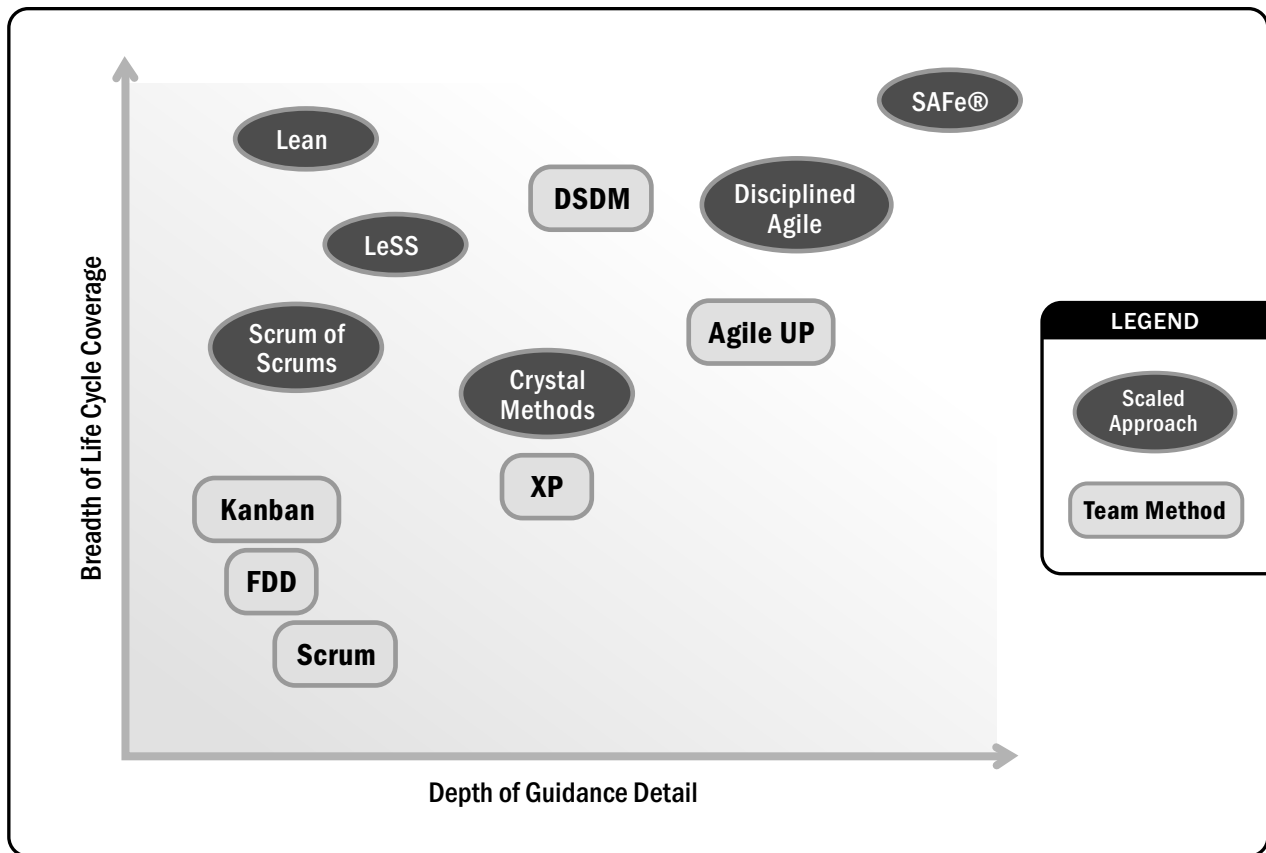 SAFe®
Lean
DSDM
Disciplined
Agile
LeSS
Scrum of
Scrums
Agile UP
Crystal
Methods
XP
Kanban
FDD
Scrum
Breadth of Life Cycle Coverage
Depth of Guidance Detail
LEGEND
Scaled
Approach
Team Method